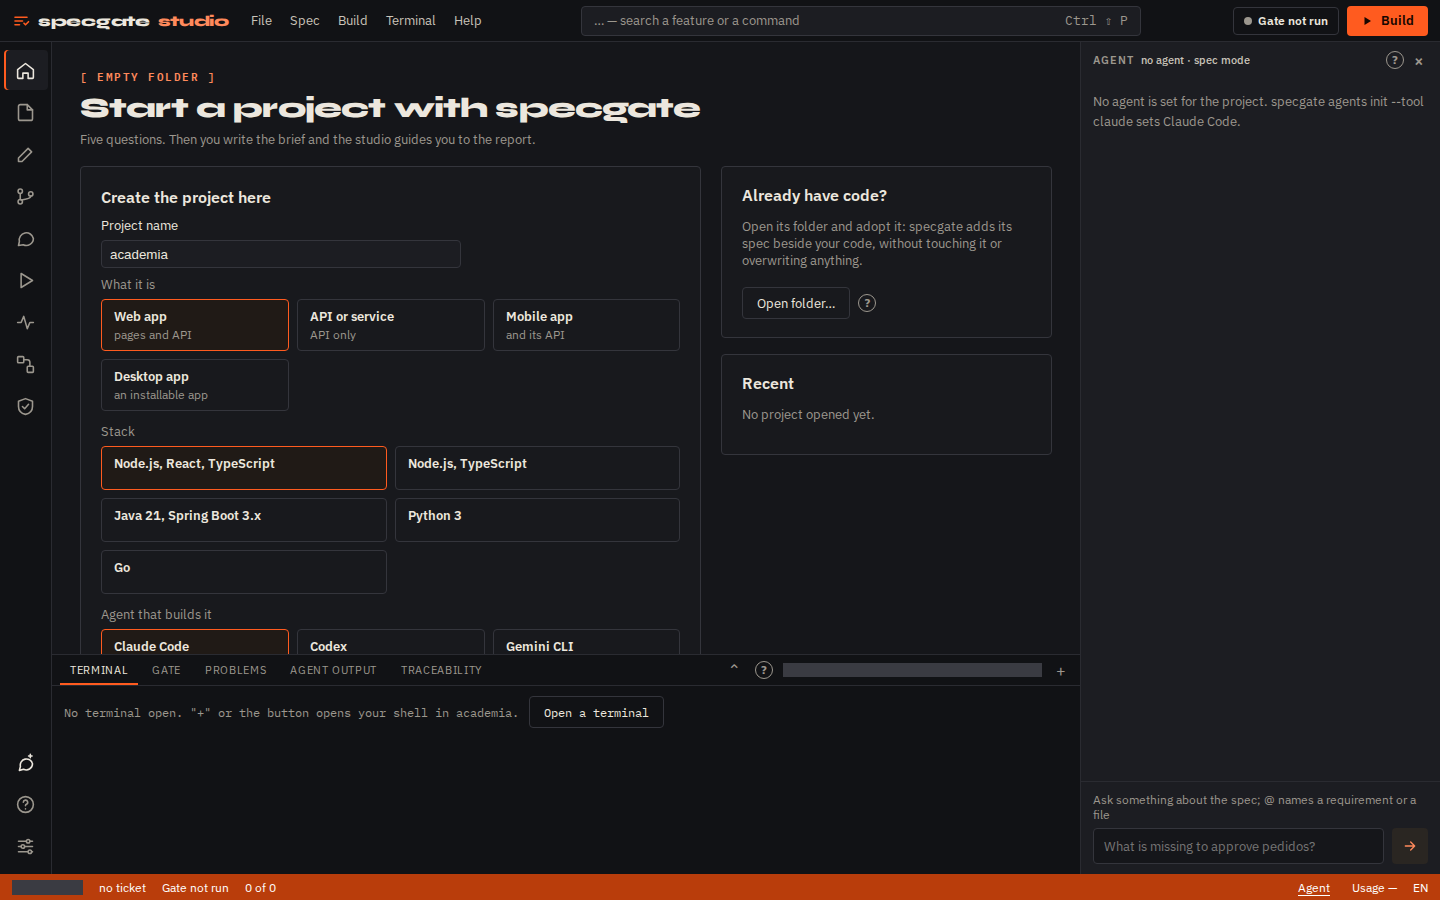 specgate studio
File Spec Build Terminal Help
... — search a feature or a command
Ctrl ⇧ P
Gate not run
Build
[ EMPTY FOLDER ]
Start a project with specgate
Five questions. Then you write the brief and the studio guides you to the report.
Create the project here
Project name
academia
What it is
Web app
pages and API
API or service
API only
Mobile app
and its API
Desktop app
an installable app
Stack
Node.js, React, TypeScript
Node.js, TypeScript
Java 21, Spring Boot 3.x
Python 3
Go
Agent that builds it
Claude Code
Codex
Gemini CLI
Already have code?
Open its folder and adopt it: specgate adds its
spec beside your code, without touching it or
overwriting anything.
Open folder...
?
Recent
No project opened yet.
AGENT no agent · spec mode
? ×
No agent is set for the project. specgate agents init --tool
claude sets Claude Code.
TERMINAL GATE PROBLEMS AGENT OUTPUT TRACEABILITY
^ ? +
No terminal open. "+" or the button opens your shell in academia.
Open a terminal
Ask something about the spec; @ names a requirement or a
file
What is missing to approve pedidos?
no ticket Gate not run 0 of 0
Agent Usage — EN